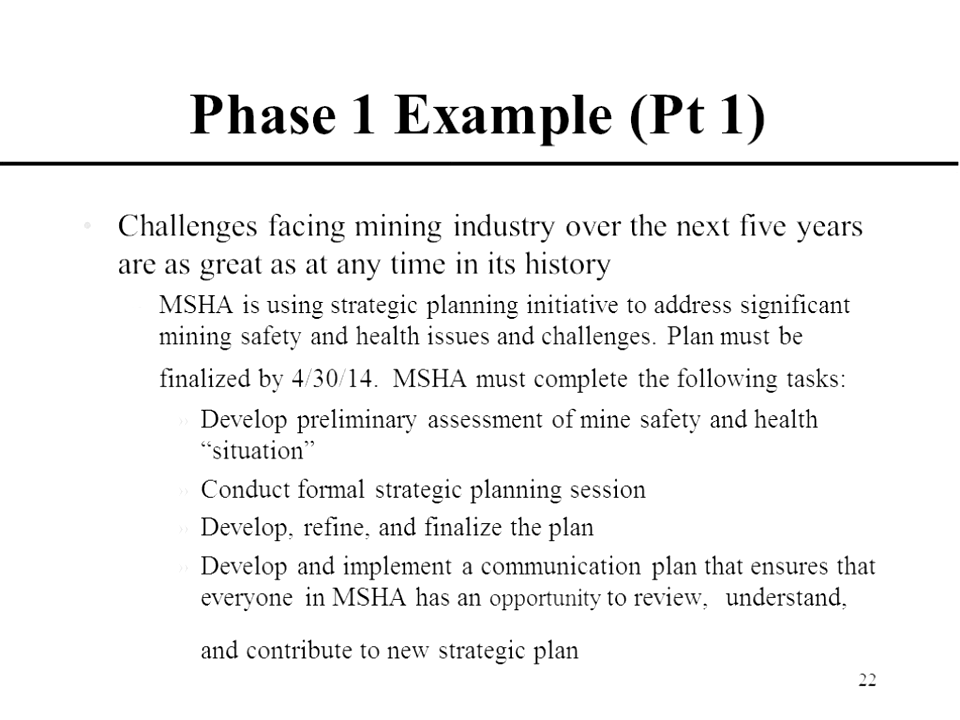 Phase 1 Example (Pt 1)
• Challenges facing mining industry over the next five years
are as great as at any time in its history
MSHA is using strategic planning initiative to address significant
mining safety and health issues and challenges. Plan must be
finalized by 4/30/14. MSHA must complete the following tasks:
» Develop preliminary assessment of mine safety and health
“situation”
» Conduct formal strategic planning session
» Develop, refine, and finalize the plan
» Develop and implement a communication plan that ensures that
everyone in MSHA has an opportunity to review, understand,
and contribute to new strategic plan
22